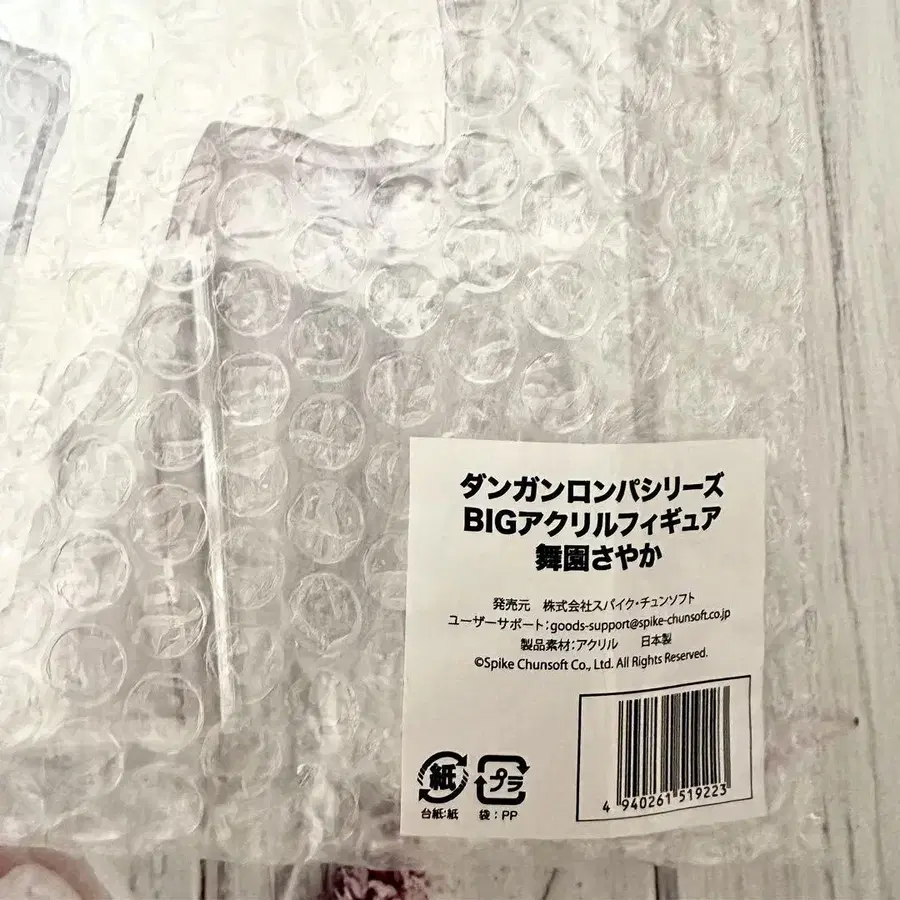 ダンガンロンパシリーズ
BIGアクリルフィギュア
舞園さやか
発売元 株式会社スパイク・チュンソフト
ユーザーサポート:goods-support@spike-chunsoft.co.jp
製品素材:アクリル 日本製
©Spike Chunsoft Co., Ltd. All Rights Reserved.
紙 プラ
台紙:紙 袋:PP
4 940261 519223